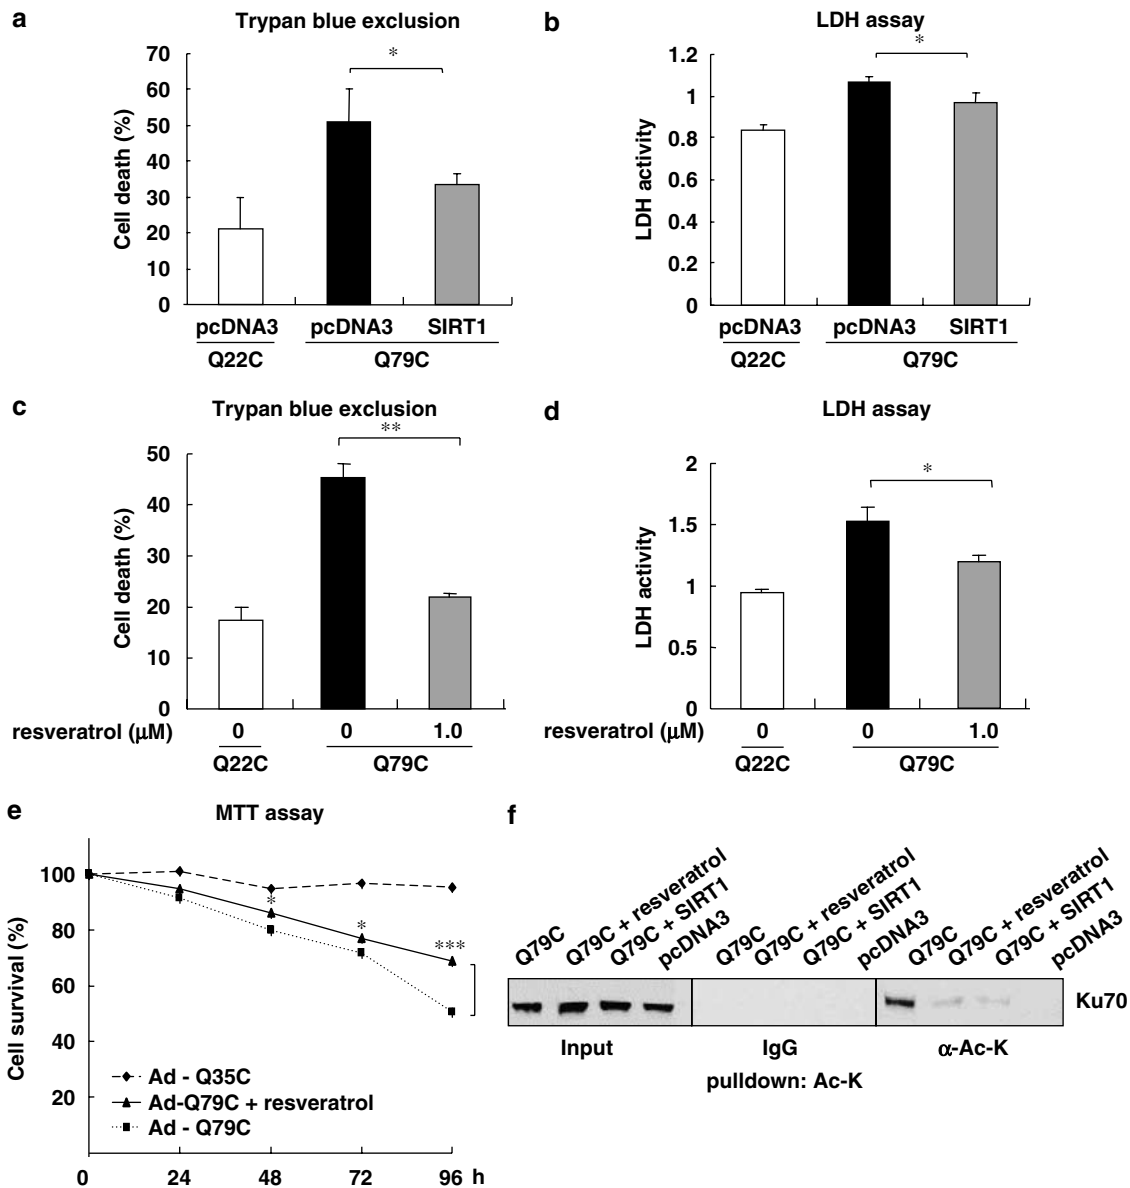 a
Trypan blue exclusion
70
60
50
40
30
20
10
0
Cell death (%)
*
pcDNA3 pcDNA3 SIRT1
Q22C Q79C
b
LDH assay
1.2
1
0.8
0.6
0.4
0.2
0
LDH activity
*
pcDNA3 pcDNA3 SIRT1
Q22C Q79C
c
Trypan blue exclusion
50
40
30
20
10
0
Cell death (%)
**
resveratrol (μM) 0 0 1.0
Q22C Q79C
d
LDH assay
2
1.5
1
0.5
0
LDH activity
*
resveratrol (μM) 0 0 1.0
Q22C Q79C
e
MTT assay
100
80
60
40
20
Cell survival (%)
*
*
***
Ad - Q35C
Ad-Q79C + resveratrol
Ad - Q79C
0 24 48 72 96 h
f
Q79C
Q79C + resveratrol
Q79C + SIRT1
pcDNA3
Q79C
Q79C + resveratrol
Q79C + SIRT1
pcDNA3
Q79C
Q79C + resveratrol
Q79C + SIRT1
pcDNA3
Ku70
Input IgG α-Ac-K
pulldown: Ac-K